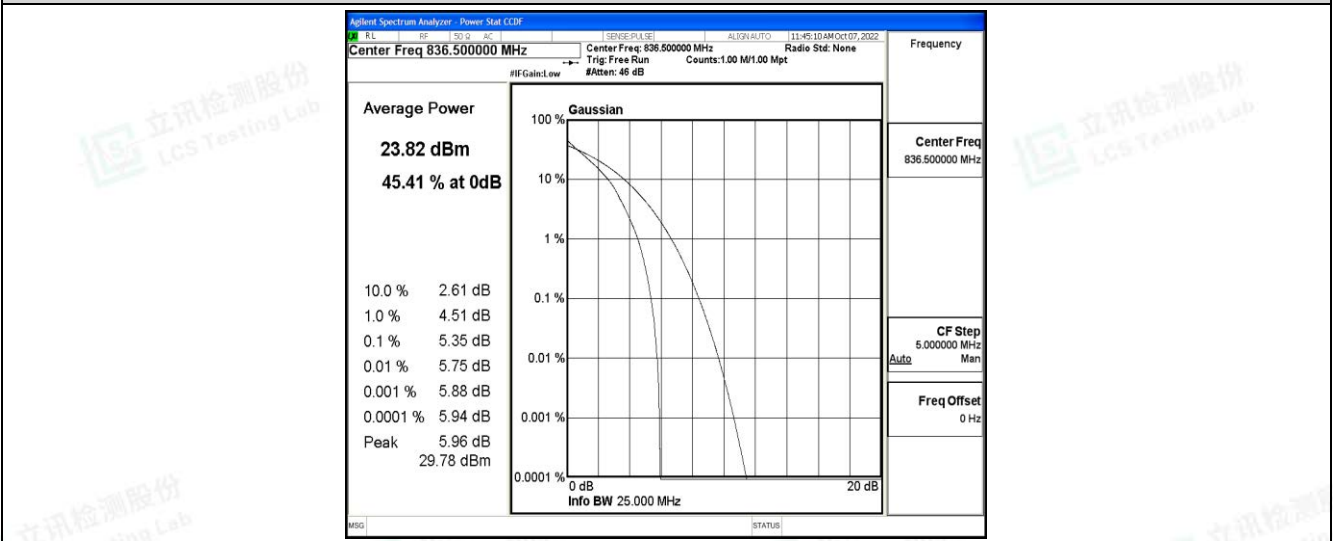 Agilent Spectrum Analyzer - Power Stat CCDF
RL RF 50 Ω AC SENSE:PULSE ALIGNAUTO 11:45:10 AM Oct 07, 2022
Center Freq 836.500000 MHz
Center Freq: 836.500000 MHz Radio Std: None
Trig: Free Run Counts:1.00 M/1.00 Mpt
#IFGain:Low #Atten: 46 dB
Frequency
Average Power
23.82 dBm
45.41 % at 0dB
10.0 % 2.61 dB
1.0 % 4.51 dB
0.1 % 5.35 dB
0.01 % 5.75 dB
0.001 % 5.88 dB
0.0001 % 5.94 dB
Peak 5.96 dB
29.78 dBm
Gaussian
100 %
10 %
1 %
0.1 %
0.01 %
0.001 %
0.0001 %
0 dB 20 dB
Info BW 25.000 MHz
Center Freq
836.500000 MHz
CF Step
5.000000 MHz
Auto Man
Freq Offset
0 Hz
MSG STATUS
立讯检测股份
LCS Testing Lab
立讯检测股份
LCS Testing Lab
立讯检测股份